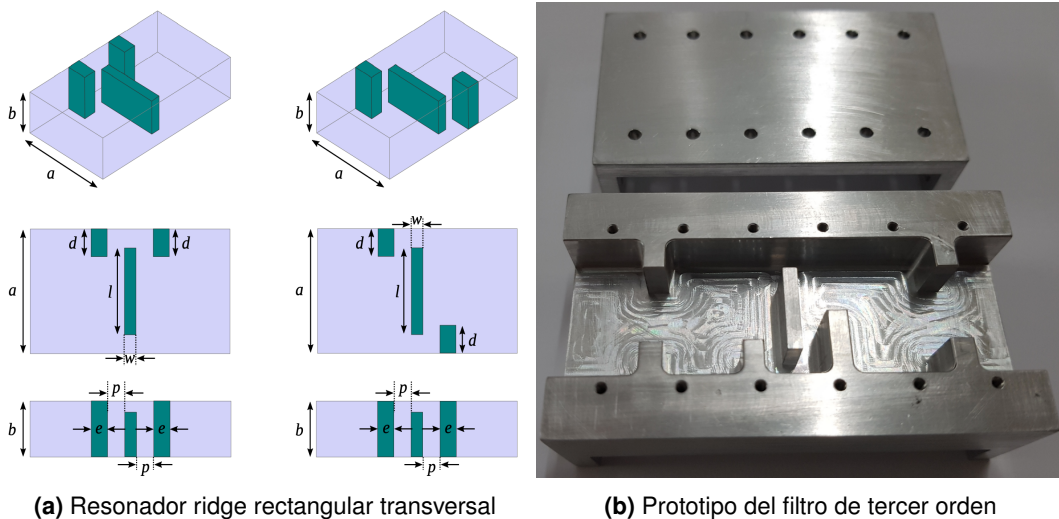 b
a
b
a
d
d
a
l
w
w
d
l
a
d
p
b
e
e
p
p
b
e
e
p
(a) Resonador ridge rectangular transversal
(b) Prototipo del filtro de tercer orden